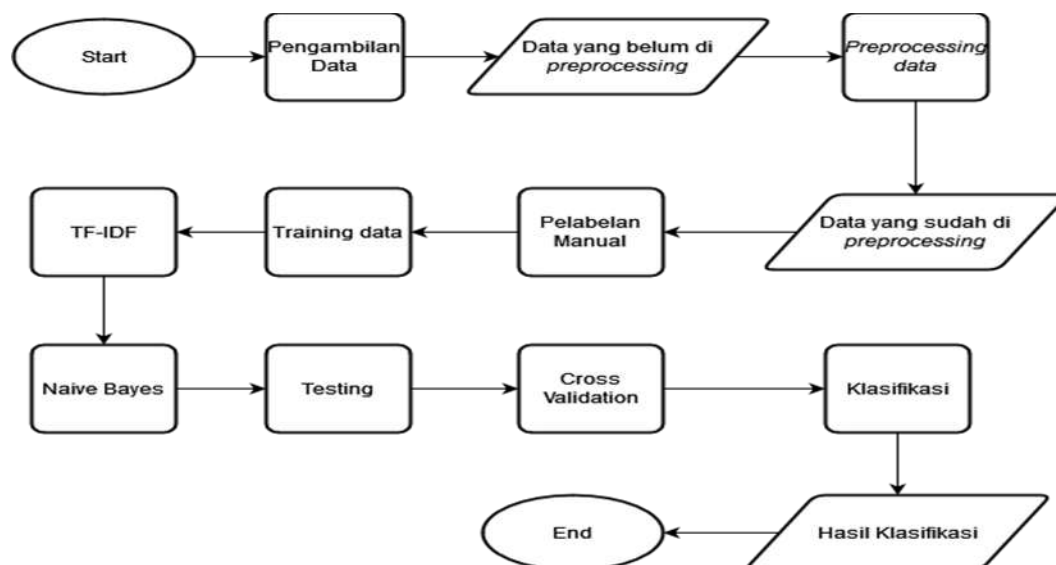 Start
Pengambilan
Data
Data yang belum di
preprocessing
Preprocessing
data
Data yang sudah di
preprocessing
Pelabelan
Manual
Training data
TF-IDF
Naive Bayes
Testing
Cross
Validation
Klasifikasi
Hasil Klasifikasi
End